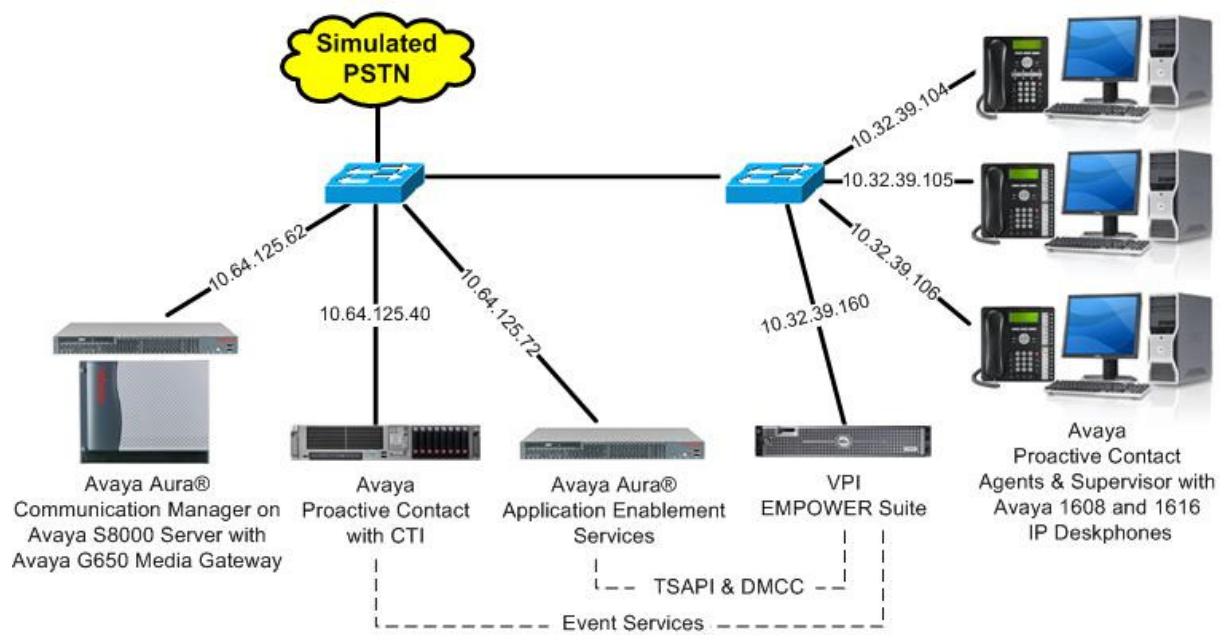 Simulated
PSTN
10.32.39.104
10.32.39.105
10.32.39.106
10.64.125.62
10.64.125.40
10.64.125.72
10.32.39.160
Avaya Aura®
Communication Manager on
Avaya S8000 Server with
Avaya G650 Media Gateway
Avaya
Proactive Contact
with CTI
Avaya Aura®
Application Enablement
Services
VPI
EMPOWER Suite
Avaya
Proactive Contact
Agents & Supervisor with
Avaya 1608 and 1616
IP Deskphones
TSAPI & DMCC
Event Services